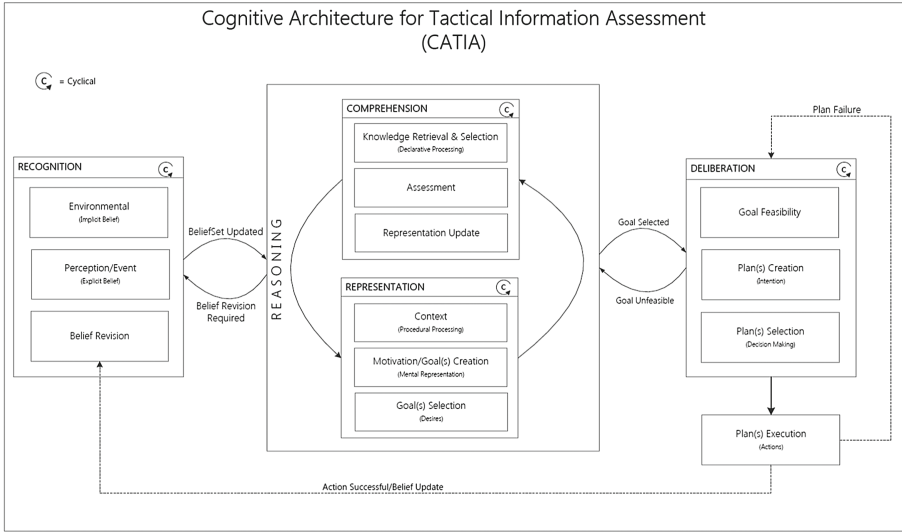 Cognitive Architecture for Tactical Information Assessment
(CATIA)
C = Cyclical
RECOGNITION
C
Environmental
(Implicit Belief)
Perception/Event
(Explicit Belief)
Belief Revision
BeliefSet Updated
Belief Revision
Required
REASONING
COMPREHENSION
C
Knowledge Retrieval & Selection
(Declarative Processing)
Assessment
Representation Update
REPRESENTATION
C
Context
(Procedural Processing)
Motivation/Goal(s) Creation
(Mental Representation)
Goal(s) Selection
(Desires)
Goal Selected
Goal Unfeasible
Plan Failure
DELIBERATION
C
Goal Feasibility
Plan(s) Creation
(Intention)
Plan(s) Selection
(Decision Making)
Plan(s) Execution
(Actions)
Action Successful/Belief Update